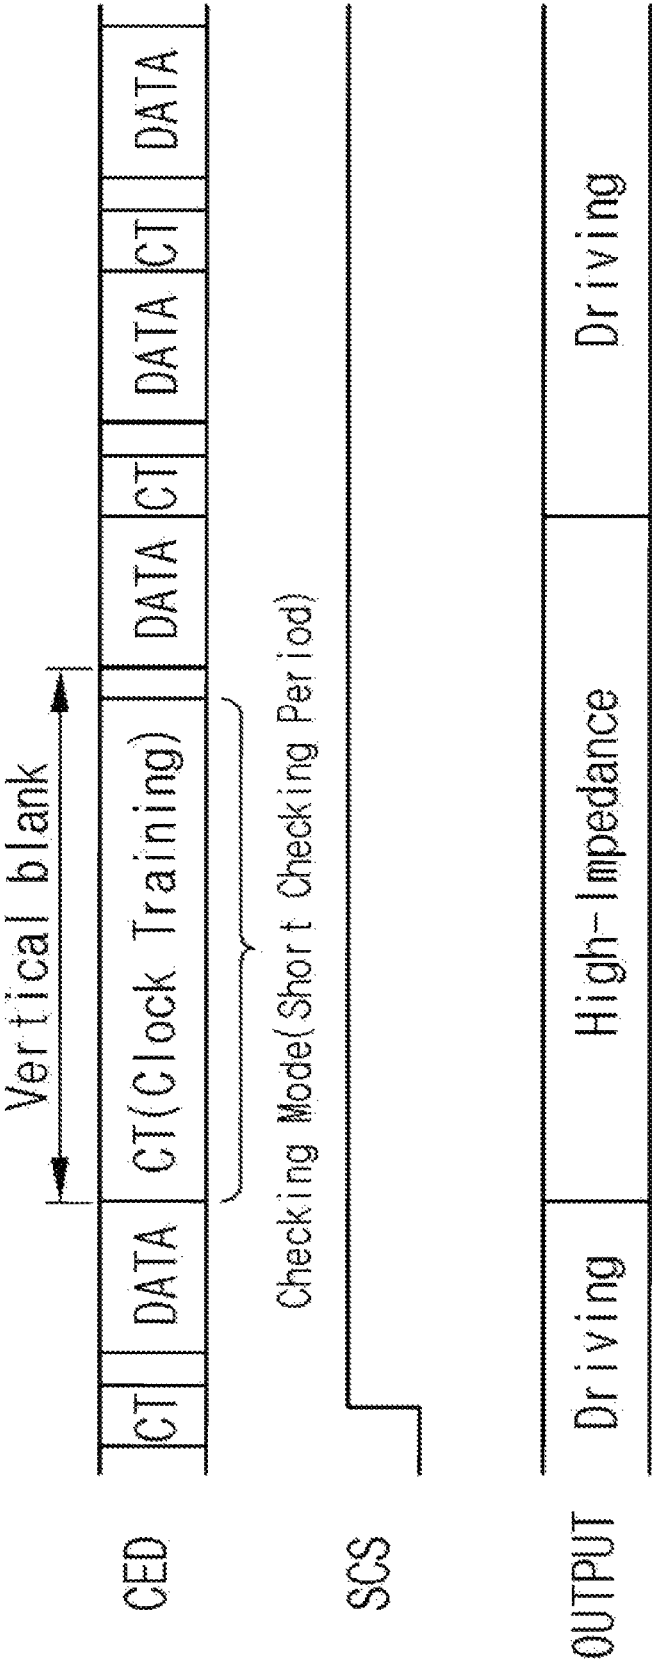 Vertical blank
CED
CT
DATA
CT(Clock Training)
DATA
CT
DATA
CT
DATA
Checking Mode(Short Checking Period)
SCS
OUTPUT
Driving
High-Impedance
Driving